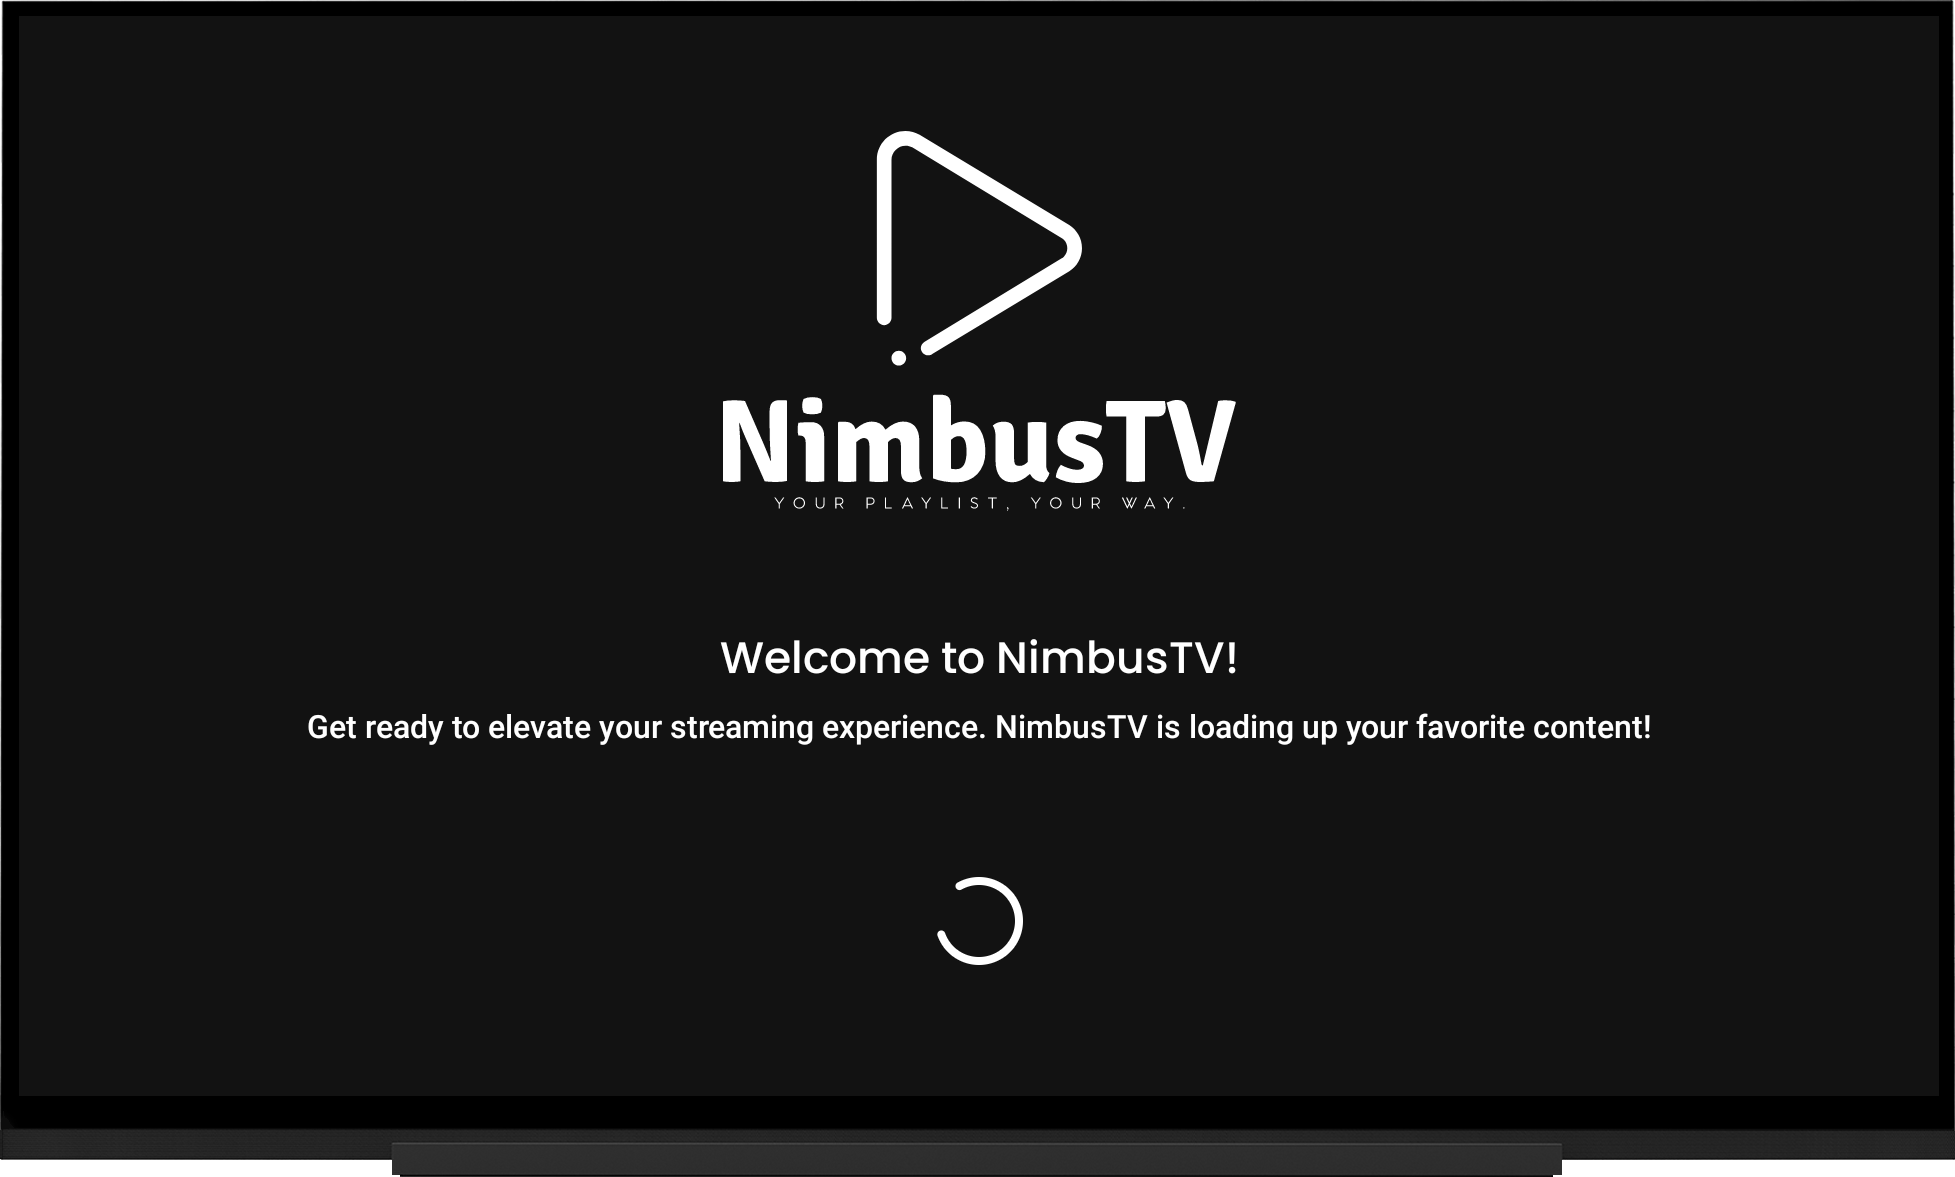 NimbusTV
YOUR PLAYLIST, YOUR WAY.
Welcome to NimbusTV!
Get ready to elevate your streaming experience. NimbusTV is loading up your favorite content!